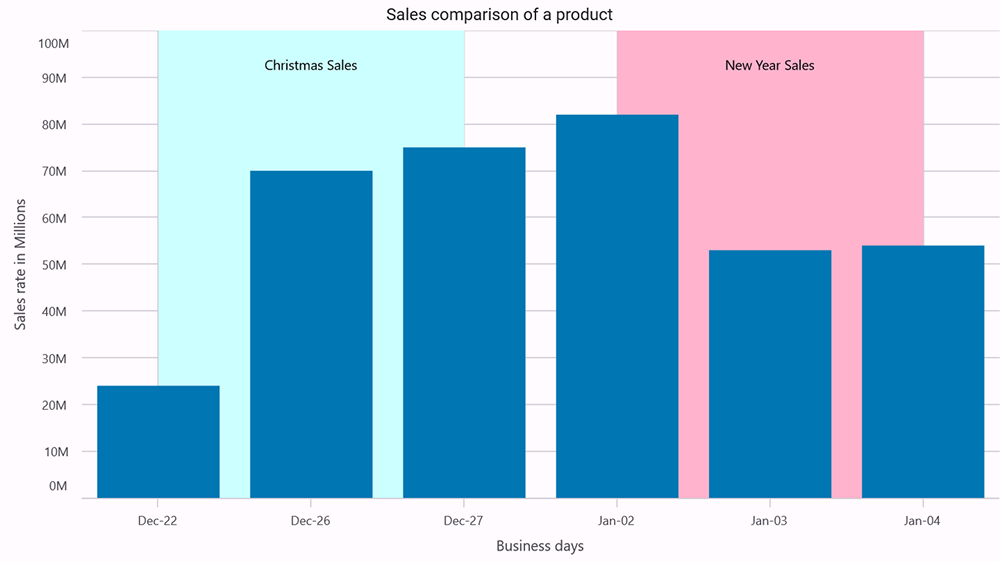 Sales comparison of a product
100M
90M
80M
70M
60M
50M
40M
30M
20M
10M
0M
Sales rate in Millions
Christmas Sales
New Year Sales
Dec-22
Dec-26
Dec-27
Jan-02
Jan-03
Jan-04
Business days